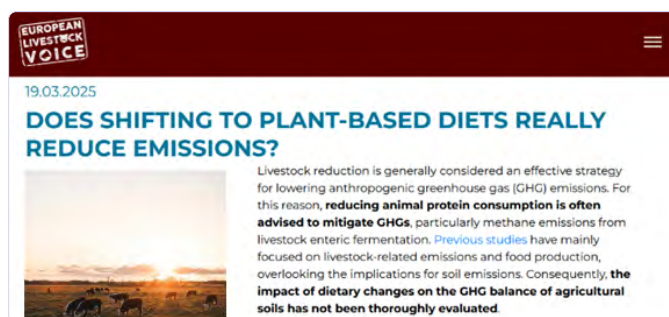 EUROPEAN
LIVESTOCK
VOICE
19.03.2025
DOES SHIFTING TO PLANT-BASED DIETS REALLY
REDUCE EMISSIONS?
Livestock reduction is generally considered an effective strategy
for lowering anthropogenic greenhouse gas (GHG) emissions. For
this reason, reducing animal protein consumption is often
advised to mitigate GHGs, particularly methane emissions from
livestock enteric fermentation. Previous studies have mainly
focused on livestock-related emissions and food production,
overlooking the implications for soil emissions. Consequently, the
impact of dietary changes on the GHG balance of agricultural
soils has not been thoroughly evaluated.